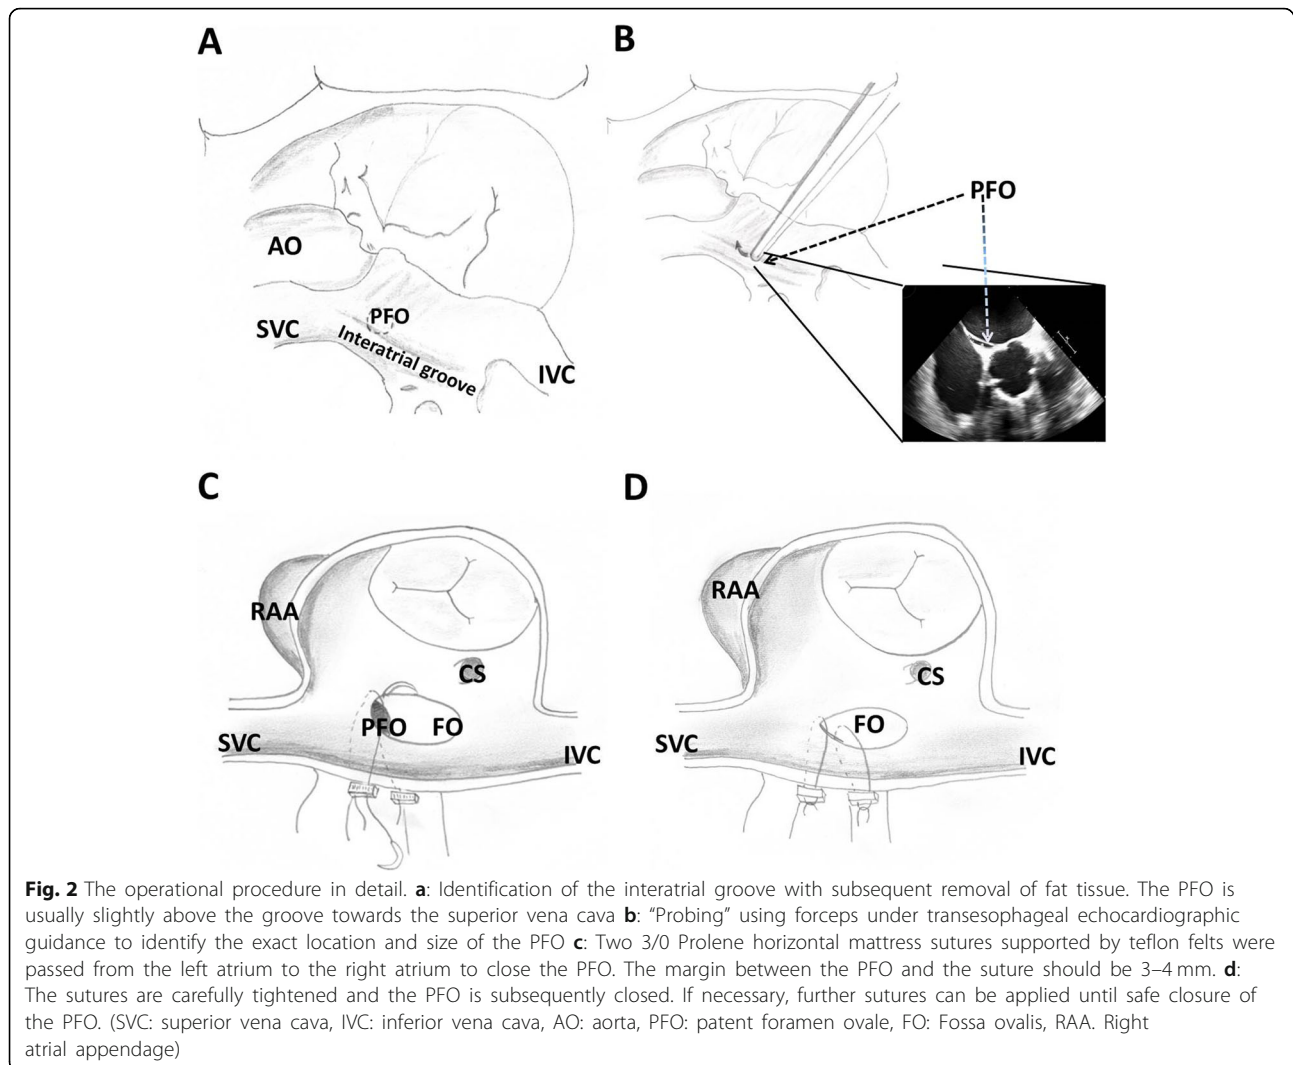 A
B
AO
PFO
SVC
Interatrial groove
IVC
PFO
C
D
RAA
CS
PFO
FO
SVC
IVC
RAA
CS
FO
SVC
IVC
Fig. 2 The operational procedure in detail. a: Identification of the interatrial groove with subsequent removal of fat tissue. The PFO is
usually slightly above the groove towards the superior vena cava b: “Probing” using forceps under transesophageal echocardiographic
guidance to identify the exact location and size of the PFO c: Two 3/0 Prolene horizontal mattress sutures supported by teflon felts were
passed from the left atrium to the right atrium to close the PFO. The margin between the PFO and the suture should be 3–4 mm. d:
The sutures are carefully tightened and the PFO is subsequently closed. If necessary, further sutures can be applied until safe closure of
the PFO. (SVC: superior vena cava, IVC: inferior vena cava, AO: aorta, PFO: patent foramen ovale, FO: Fossa ovalis, RAA. Right
atrial appendage)